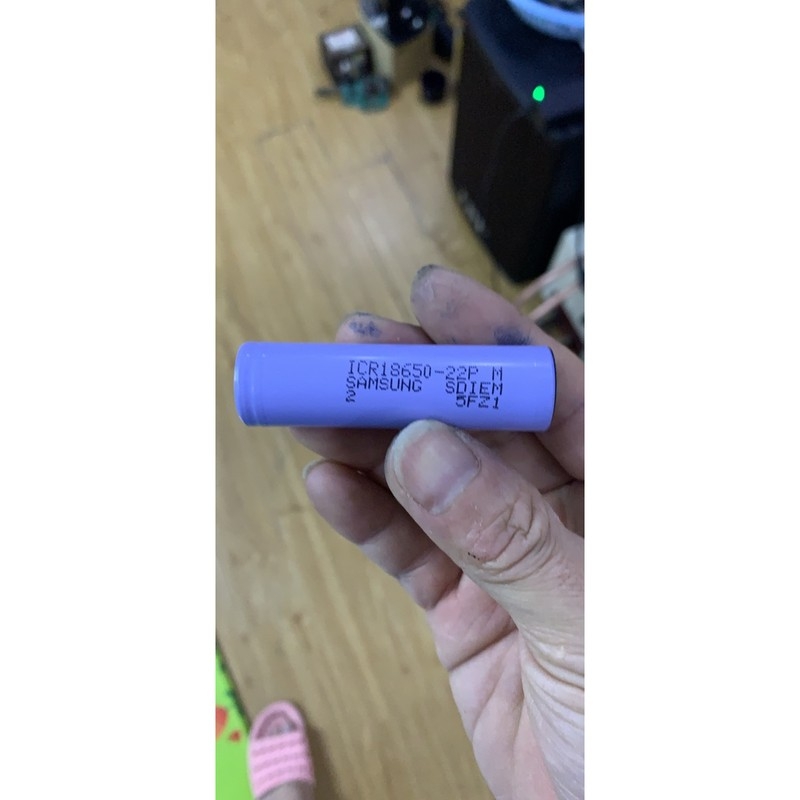 ICR18650-22P M
SAMSUNG SDIEM
2 5FZ1